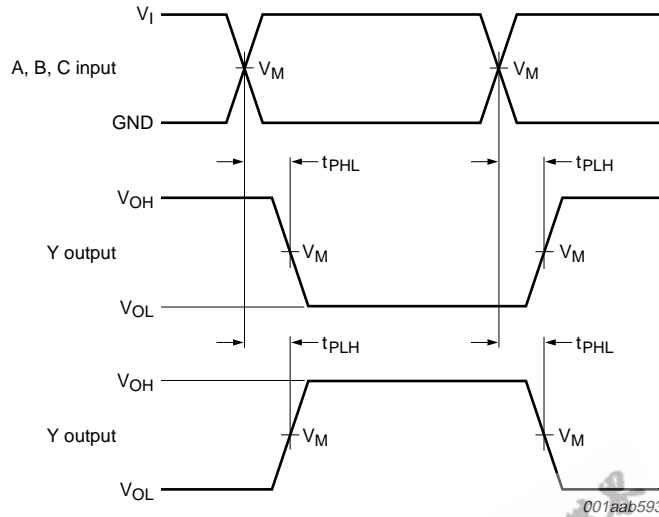 VI
A, B, C input
VM
VM
GND
tPHL
tPLH
VOH
Y output
VM
VM
VOL
tPLH
tPHL
VOH
Y output
VM
VM
VOL
001aab593